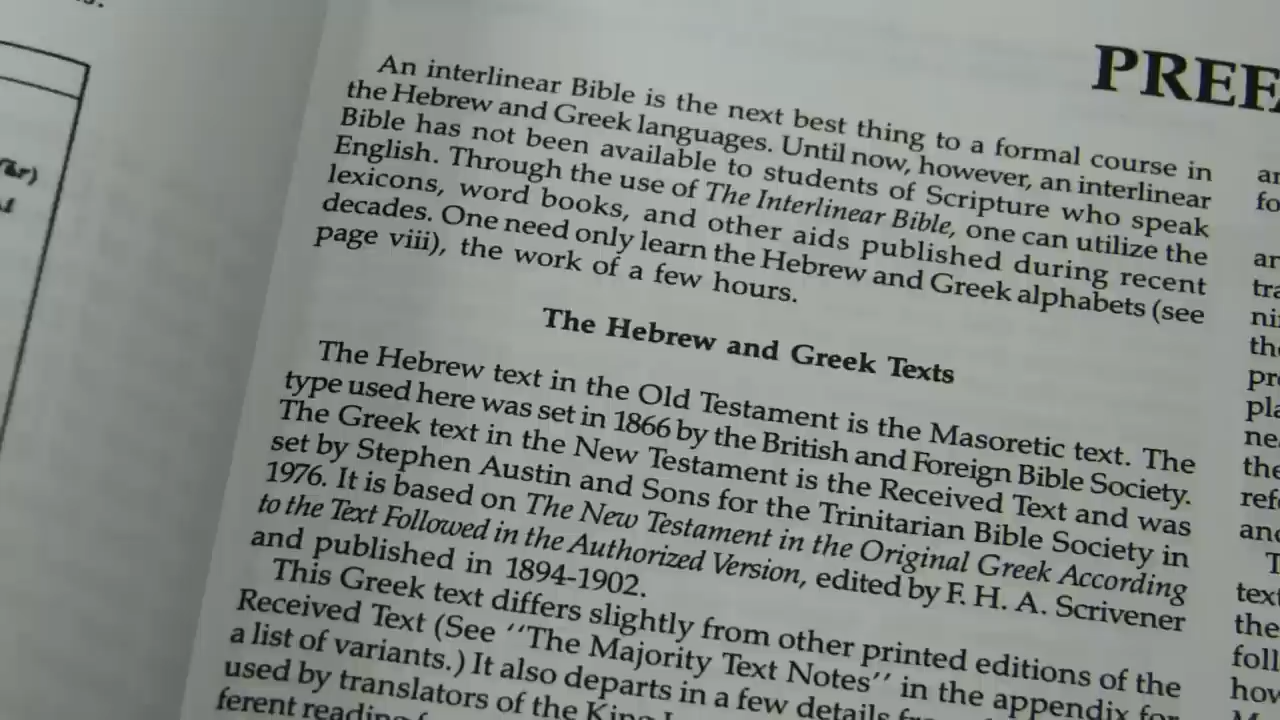 PREF
An interlinear Bible is the next best thing to a formal course in
the Hebrew and Greek languages. Until now, however, an interlinear
Bible has not been available to students of Scripture who speak
English. Through the use of The Interlinear Bible, one can utilize the
lexicons, word books, and other aids published during recent
decades. One need only learn the Hebrew and Greek alphabets (see
page viii), the work of a few hours.
The Hebrew and Greek Texts
The Hebrew text in the Old Testament is the Masoretic text. The
type used here was set in 1866 by the British and Foreign Bible Society.
The Greek text in the New Testament is the Received Text and was
set by Stephen Austin and Sons for the Trinitarian Bible Society in
1976. It is based on The New Testament in the Original Greek According
to the Text Followed in the Authorized Version, edited by F. H. A. Scrivener
and published in 1894-1902.
This Greek text differs slightly from other printed editions of the
Received Text (See ''The Majority Text Notes'' in the appendix for
a list of variants.) It also departs in a few details from
used by translators of the King
ferent reading